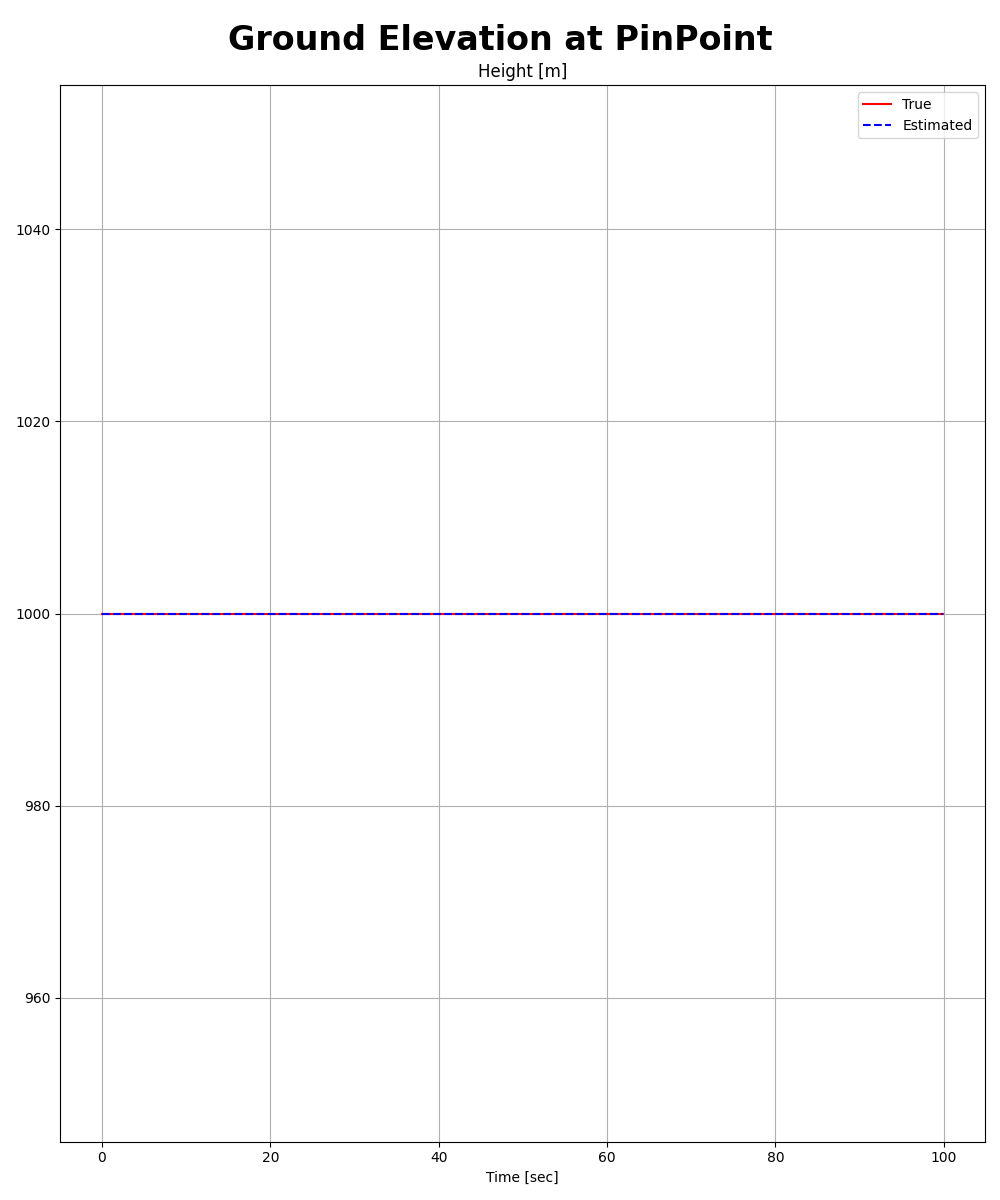 Ground Elevation at PinPoint
Height [m]
True
Estimated
1040
1020
1000
980
960
0 20 40 60 80 100
Time [sec]